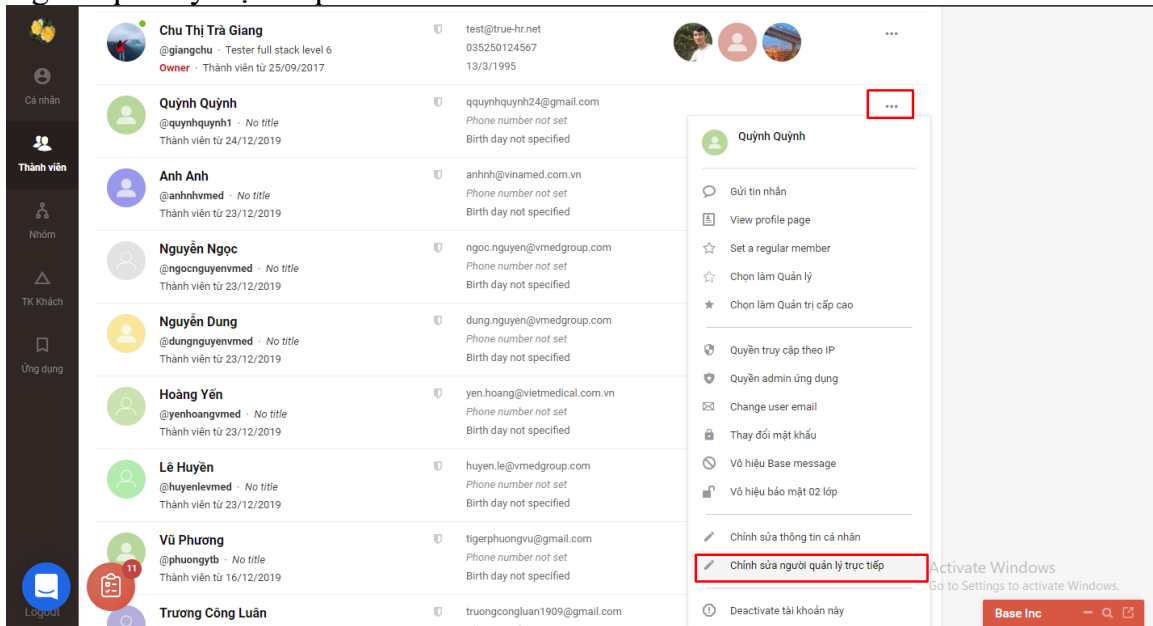 Cá nhân
Thành viên
Nhóm
TK Khách
Ứng dụng
11
Logout
Chu Thị Trà Giang
@giangchu · Tester full stack level 6
Owner · Thành viên từ 25/09/2017
test@true-hr.net
035250124567
13/3/1995
Quỳnh Quỳnh
@quynhquynh1 · No title
Thành viên từ 24/12/2019
qquynhquynh24@gmail.com
Phone number not set
Birth day not specified
Anh Anh
@anhnhvmed · No title
Thành viên từ 23/12/2019
anhnh@vinamed.com.vn
Phone number not set
Birth day not specified
Nguyễn Ngọc
@ngocnguyenvmed · No title
Thành viên từ 23/12/2019
ngoc.nguyen@vmedgroup.com
Phone number not set
Birth day not specified
Nguyễn Dung
@dungnguyenvmed · No title
Thành viên từ 23/12/2019
dung.nguyen@vmedgroup.com
Phone number not set
Birth day not specified
Hoàng Yến
@yenhoangvmed · No title
Thành viên từ 23/12/2019
yen.hoang@vietmedical.com.vn
Phone number not set
Birth day not specified
Lê Huyền
@huyenlevmed · No title
Thành viên từ 23/12/2019
huyen.le@vmedgroup.com
Phone number not set
Birth day not specified
Vũ Phương
@phuongytb · No title
Thành viên từ 16/12/2019
tigerphuongvu@gmail.com
Phone number not set
Birth day not specified
Trương Công Luân
truongcongluan1909@gmail.com
Quỳnh Quỳnh
Gửi tin nhắn
View profile page
Set a regular member
Chọn làm Quản lý
Chọn làm Quản trị cấp cao
Quyền truy cập theo IP
Quyền admin ứng dụng
Change user email
Thay đổi mật khẩu
Vô hiệu Base message
Vô hiệu bảo mật 02 lớp
Chỉnh sửa thông tin cá nhân
Chỉnh sửa người quản lý trực tiếp
Deactivate tài khoản này
Activate Windows
Go to Settings to activate Windows.
Base Inc